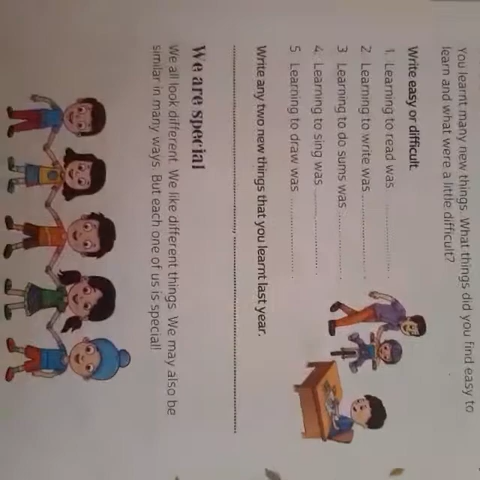 You learnt many new things. What things did you find easy to
learn and what were a little difficult?
Write easy or difficult.
1. Learning to read was ....................
2. Learning to write was ....................
3. Learning to do sums was ....................
4. Learning to sing was ....................
5. Learning to draw was ....................
Write any two new things that you learnt last year.
............................................................, ............................................................
We are special
We all look different. We like different things. We may also be
similar in many ways. But each one of us is special!